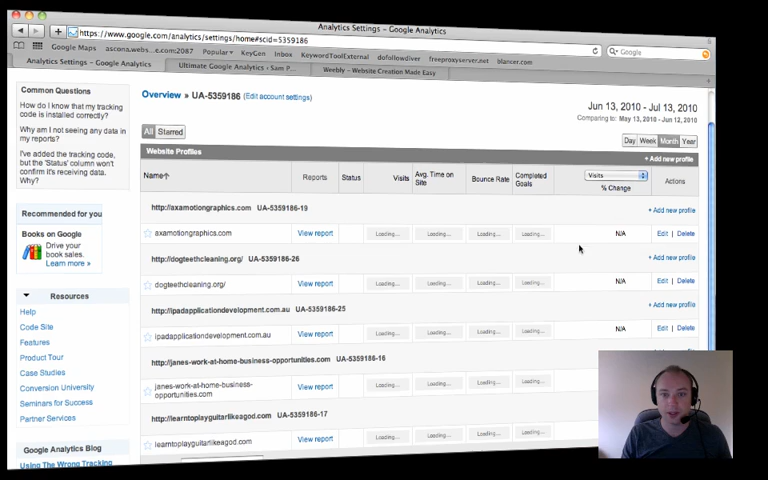 Analytics Settings – Google Analytics
https://www.google.com/analytics/settings/home#scid=5359186
Google
Google Maps ascona.webs...e.com:2087 Popular KeyGen Inbox KeywordToolExternal dofollowdiver freeproxyserver.net blancer.com
Analytics Settings – Google Analytics
Ultimate Google Analytics ‹ Sam P...
Weebly – Website Creation Made Easy
Common Questions
How do I know that my tracking
code is installed correctly?
Why am I not seeing any data in
my reports?
I've added the tracking code,
but the 'Status' column won't
confirm it's receiving data.
Why?
Recommended for you
Books on Google
Drive your
book sales.
Learn more »
Resources
Help
Code Site
Features
Product Tour
Case Studies
Conversion University
Seminars for Success
Partner Services
Google Analytics Blog
Using The Wrong Tracking
Overview » UA-5359186 (Edit account settings)
Jun 13, 2010 - Jul 13, 2010
Comparing to: May 13, 2010 - Jun 12, 2010
All Starred
Day Week Month Year
Website Profiles
+ Add new profile
Name↑ Reports Status Visits Avg. Time on Site Bounce Rate Completed Goals Visits % Change Actions
http://axamotiongraphics.com UA-5359186-19 + Add new profile
axamotiongraphics.com View report Loading... Loading... Loading... Loading... N/A Edit | Delete
http://dogteethcleaning.org/ UA-5359186-26 + Add new profile
dogteethcleaning.org/ View report Loading... Loading... Loading... Loading... N/A Edit | Delete
http://ipadapplicationdevelopment.com.au UA-5359186-25 + Add new profile
ipadapplicationdevelopment.com.au View report Loading... Loading... Loading... Loading... N/A Edit | Delete
http://janes-work-at-home-business-opportunities.com UA-5359186-16
janes-work-at-home-business-
opportunities.com View report Loading... Loading... Loading... Loading...
http://learntoplayguitarlikeagod.com UA-5359186-17
learntoplayguitarlikeagod.com View report Loading... Loading... Loading... Loading...